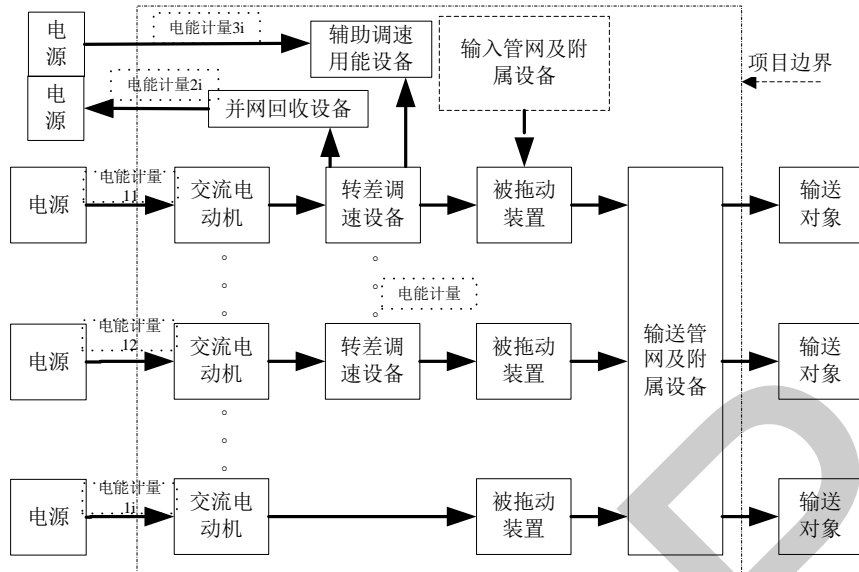 电
源
电能计量3i
辅助调速
用能设备
输入管网及附
属设备
项目边界
电
源
电能计量2i
并网回收设备
电源
电能计量
11
交流电
动机
转差调
速设备
被拖动
装置
输送
对象
电能计量
电源
电能计量
12
交流电
动机
转差调
速设备
被拖动
装置
输送管
网及附
属设备
输送
对象
电源
电能计量
1i
交流电
动机
被拖动
装置
输送
对象